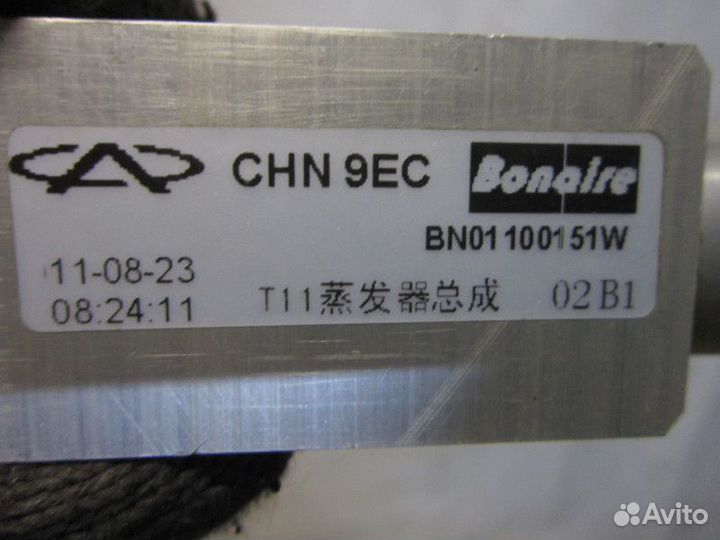 CHN 9EC
Bonaire
BN01100151W
11-08-23
08:24:11
T11蒸发器总成 02B1
Avito